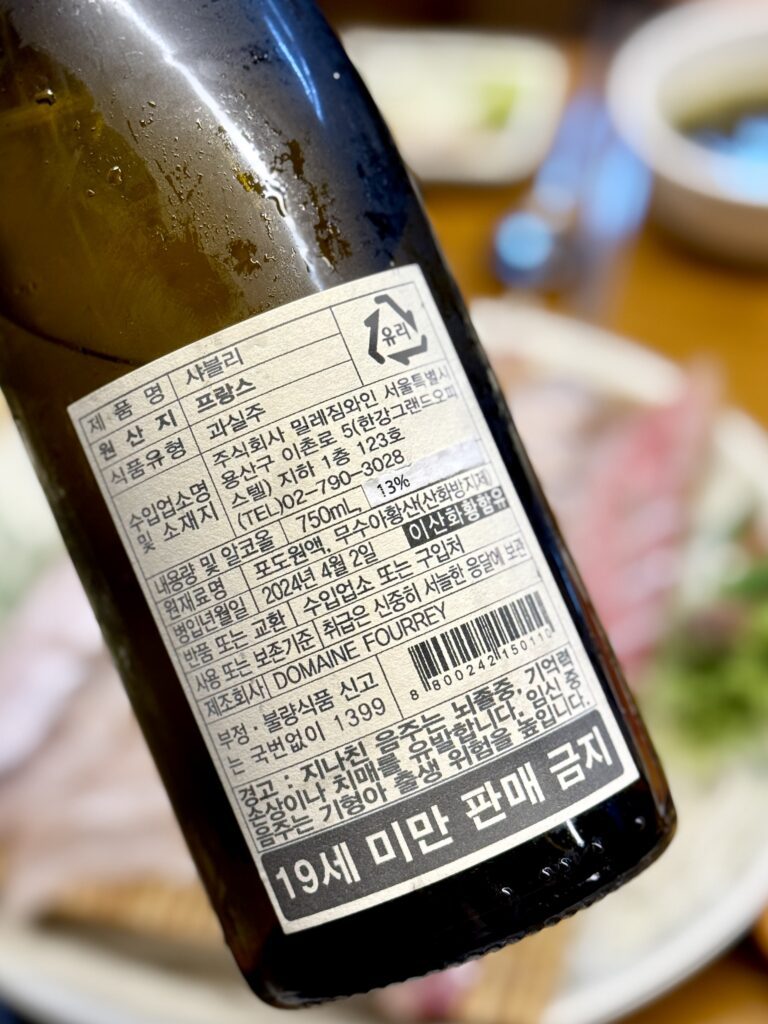 유리
제 품 명 샤블리
원 산 지 프랑스
식품유형 과실주
수입업소명 및 소재지 주식회사 밀레짐와인 서울특별시
용산구 이촌로 5(한강그랜드오피
스텔) 지하 1층 123호
(TEL)02-790-3028
내용량 및 알코올 750mL, 13%
원재료명 포도원액, 무수아황산(산화방지제)
병입년월일 2024년 4월 2일 이산화황함유
반품 또는 교환 수입업소 또는 구입처
사용 또는 보존기준 취급은 신중히 서늘한 응달에 보관
제조회사 DOMAINE FOURREY
부정 · 불량식품 신고
는 국번없이 1399
8 800242 150110
경고 : 지나친 음주는 뇌졸중, 기억력
손상이나 치매를 유발합니다. 임신 중
음주는 기형아 출생 위험을 높입니다.
19세 미만 판매 금지